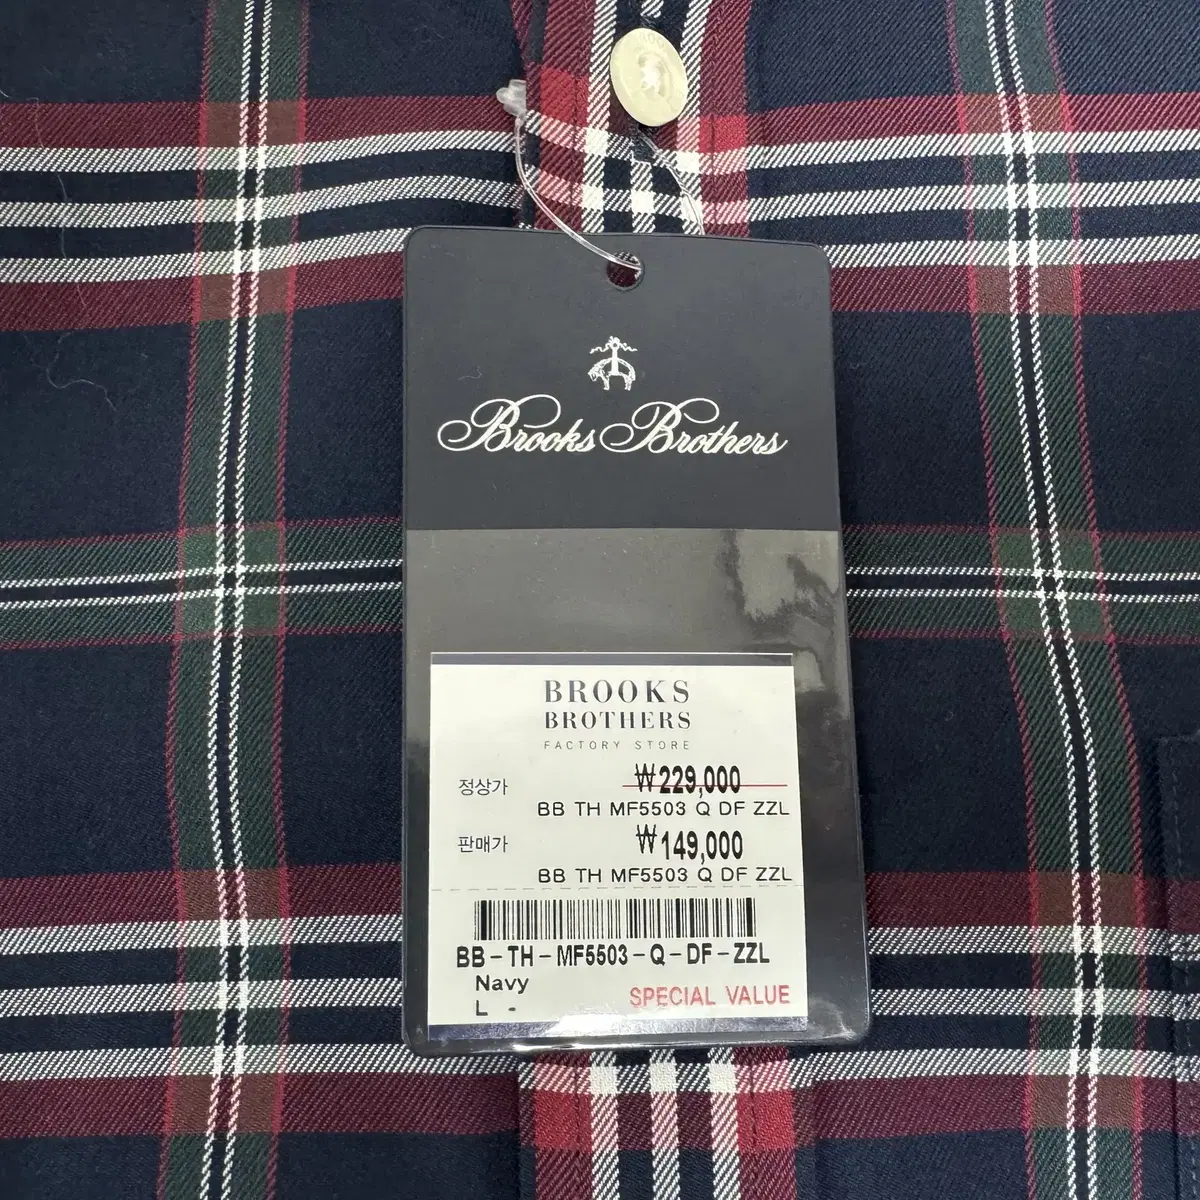 Brooks Brothers
BROOKS
BROTHERS
FACTORY STORE
정상가 ₩229,000
BB TH MF5503 Q DF ZZL
판매가 ₩149,000
BB TH MF5503 Q DF ZZL
BB-TH-MF5503-Q-DF-ZZL
Navy
L - SPECIAL VALUE